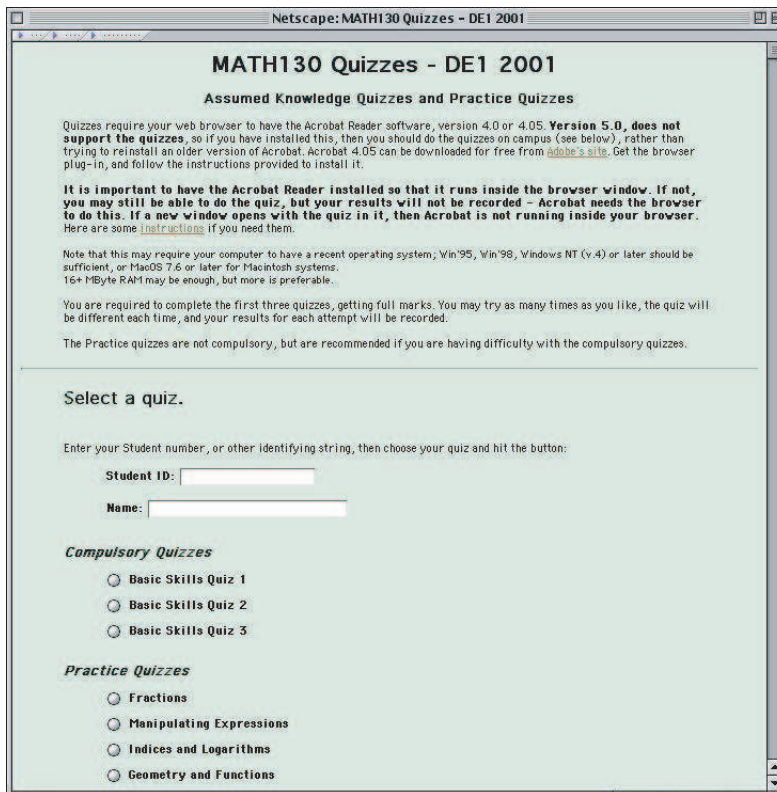 Netscape: MATH130 Quizzes - DE1 2001
MATH130 Quizzes - DE1 2001
Assumed Knowledge Quizzes and Practice Quizzes
Quizzes require your web browser to have the Acrobat Reader software, version 4.0 or 4.05. Version 5.0, does not
support the quizzes, so if you have installed this, then you should do the quizzes on campus (see below), rather than
trying to reinstall an older version of Acrobat. Acrobat 4.05 can be downloaded for free from Adobe's site. Get the browser
plug-in, and follow the instructions provided to install it.
It is important to have the Acrobat Reader installed so that it runs inside the browser window. If not,
you may still be able to do the quiz, but your results will not be recorded - Acrobat needs the browser
to do this. If a new window opens with the quiz in it, then Acrobat is not running inside your browser.
Here are some instructions if you need them.
Note that this may require your computer to have a recent operating system; Win'95, Win'98, Windows NT (v.4) or later should be
sufficient, or MacOS 7.6 or later for Macintosh systems.
16+ MByte RAM may be enough, but more is preferable.
You are required to complete the first three quizzes, getting full marks. You may try as many times as you like, the quiz will
be different each time, and your results for each attempt will be recorded.
The Practice quizzes are not compulsory, but are recommended if you are having difficulty with the compulsory quizzes.
Select a quiz.
Enter your Student number, or other identifying string, then choose your quiz and hit the button:
Student ID:
Name:
Compulsory Quizzes
Basic Skills Quiz 1
Basic Skills Quiz 2
Basic Skills Quiz 3
Practice Quizzes
Fractions
Manipulating Expressions
Indices and Logarithms
Geometry and Functions